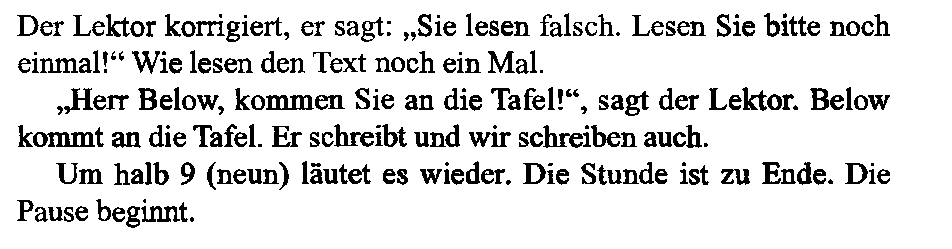 Der Lektor korrigiert, er sagt: „Sie lesen falsch. Lesen Sie bitte noch
einmal!“ Wie lesen den Text noch ein Mal.
„Herr Below, kommen Sie an die Tafel!“, sagt der Lektor. Below
kommt an die Tafel. Er schreibt und wir schreiben auch.
Um halb 9 (neun) läutet es wieder. Die Stunde ist zu Ende. Die
Pause beginnt.